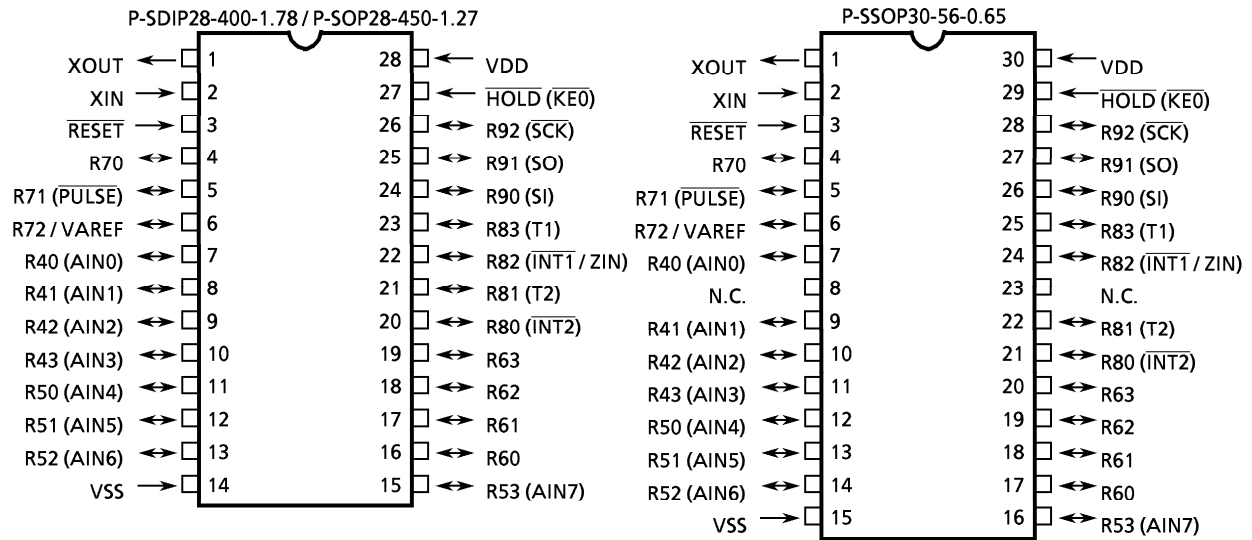 P-SDIP28-400-1.78 / P-SOP28-450-1.27
XOUT 1 28 VDD
XIN 2 27 HOLD (KE0)
RESET 3 26 R92 (SCK)
R70 4 25 R91 (SO)
R71 (PULSE) 5 24 R90 (SI)
R72 / VAREF 6 23 R83 (T1)
R40 (AIN0) 7 22 R82 (INT1 / ZIN)
R41 (AIN1) 8 21 R81 (T2)
R42 (AIN2) 9 20 R80 (INT2)
R43 (AIN3) 10 19 R63
R50 (AIN4) 11 18 R62
R51 (AIN5) 12 17 R61
R52 (AIN6) 13 16 R60
VSS 14 15 R53 (AIN7)
P-SSOP30-56-0.65
XOUT 1 30 VDD
XIN 2 29 HOLD (KE0)
RESET 3 28 R92 (SCK)
R70 4 27 R91 (SO)
R71 (PULSE) 5 26 R90 (SI)
R72 / VAREF 6 25 R83 (T1)
R40 (AIN0) 7 24 R82 (INT1 / ZIN)
N.C. 8 23 N.C.
R41 (AIN1) 9 22 R81 (T2)
R42 (AIN2) 10 21 R80 (INT2)
R43 (AIN3) 11 20 R63
R50 (AIN4) 12 19 R62
R51 (AIN5) 13 18 R61
R52 (AIN6) 14 17 R60
VSS 15 16 R53 (AIN7)